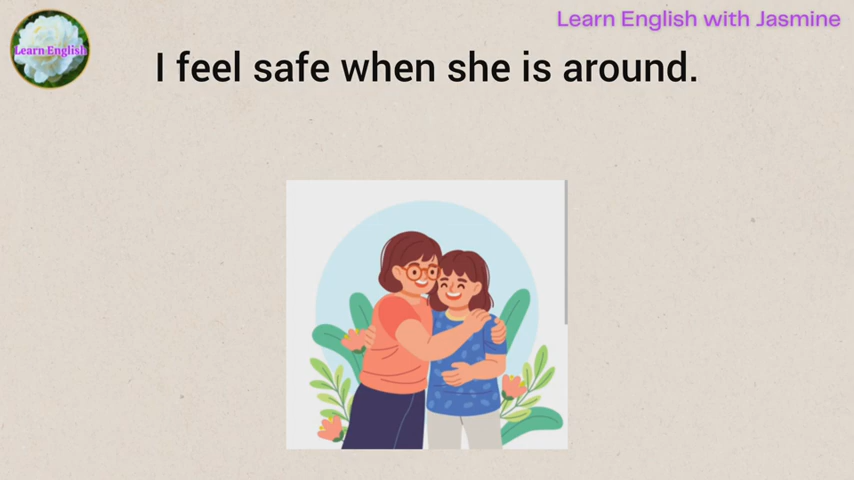 Learn English with Jasmine
Learn English
I feel safe when she is around.